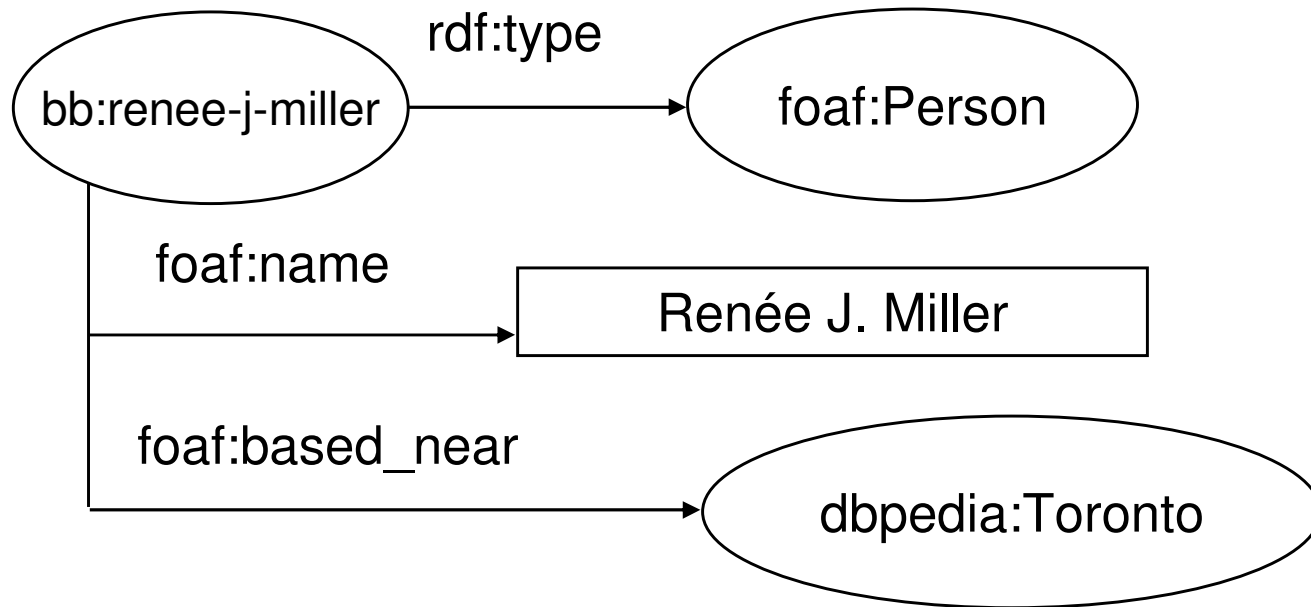 rdf:type
bb:renee-j-miller
foaf:Person
foaf:name
Renée J. Miller
foaf:based_near
dbpedia:Toronto